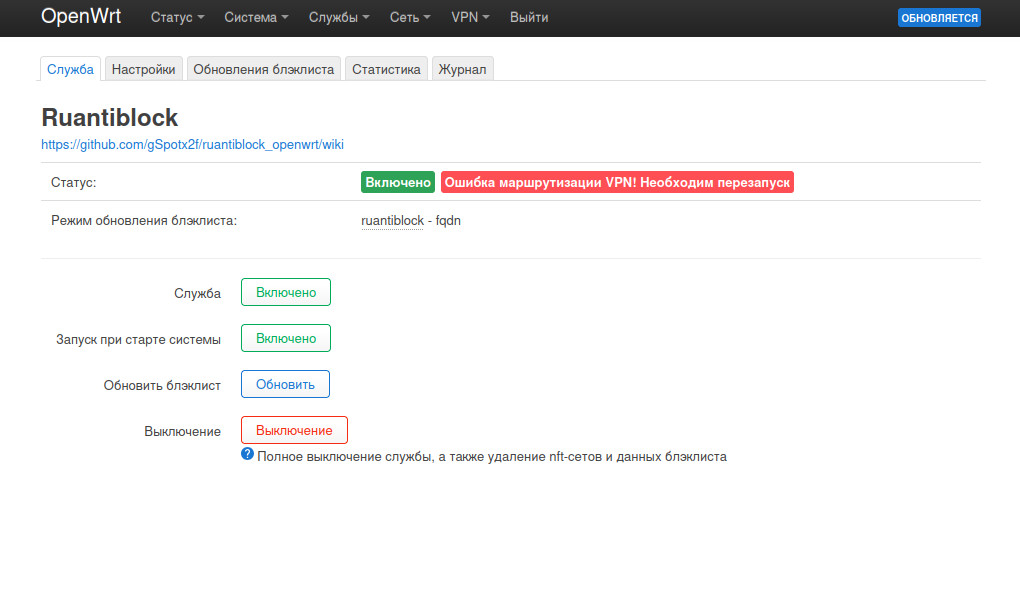 OpenWrt Статус Система Службы Сеть VPN Выйти ОБНОВЛЯЕТСЯ
Служба Настройки Обновления блэклиста Статистика Журнал
Ruantiblock
https://github.com/gSpotx2f/ruantiblock_openwrt/wiki
Статус: Включено Ошибка маршрутизации VPN! Необходим перезапуск
Режим обновления блэклиста: ruantiblock - fqdn
Служба Включено
Запуск при старте системы Включено
Обновить блэклист Обновить
Выключение Выключение
? Полное выключение службы, а также удаление nft-сетов и данных блэклиста